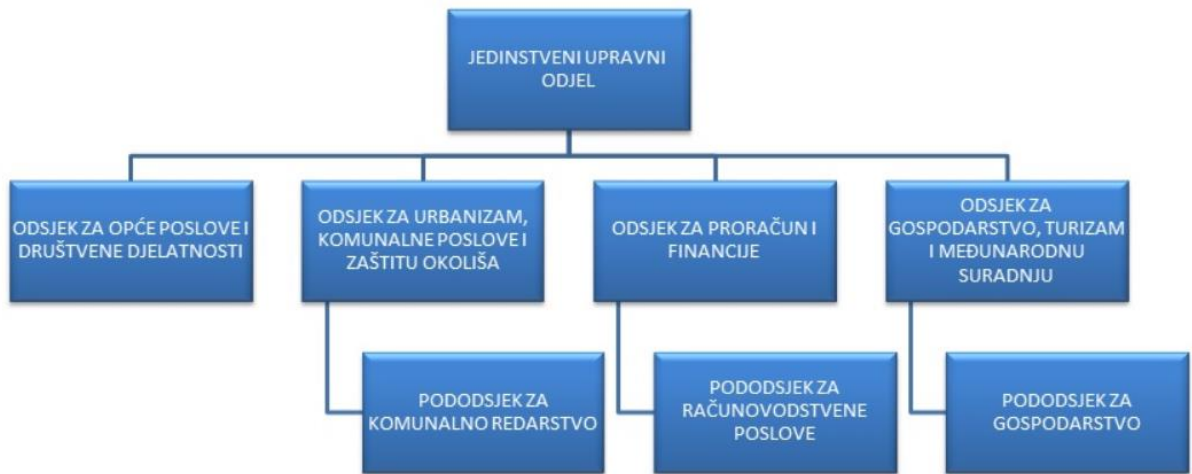 JEDINSTVENI UPRAVNI
ODJEL
ODSJEK ZA OPĆE POSLOVE I
DRUŠTVENE DJELATNOSTI
ODSJEK ZA URBANIZAM,
KOMUNALNE POSLOVE I
ZAŠTITU OKOLIŠA
ODSJEK ZA PRORAČUN I
FINANCIJE
ODSJEK ZA
GOSPODARSTVO, TURIZAM
I MEĐUNARODNU
SURADNJU
PODODSJEK ZA
KOMUNALNO REDARSTVO
PODODSJEK ZA
RAČUNOVODSTVENE
POSLOVE
PODODSJEK ZA
GOSPODARSTVO